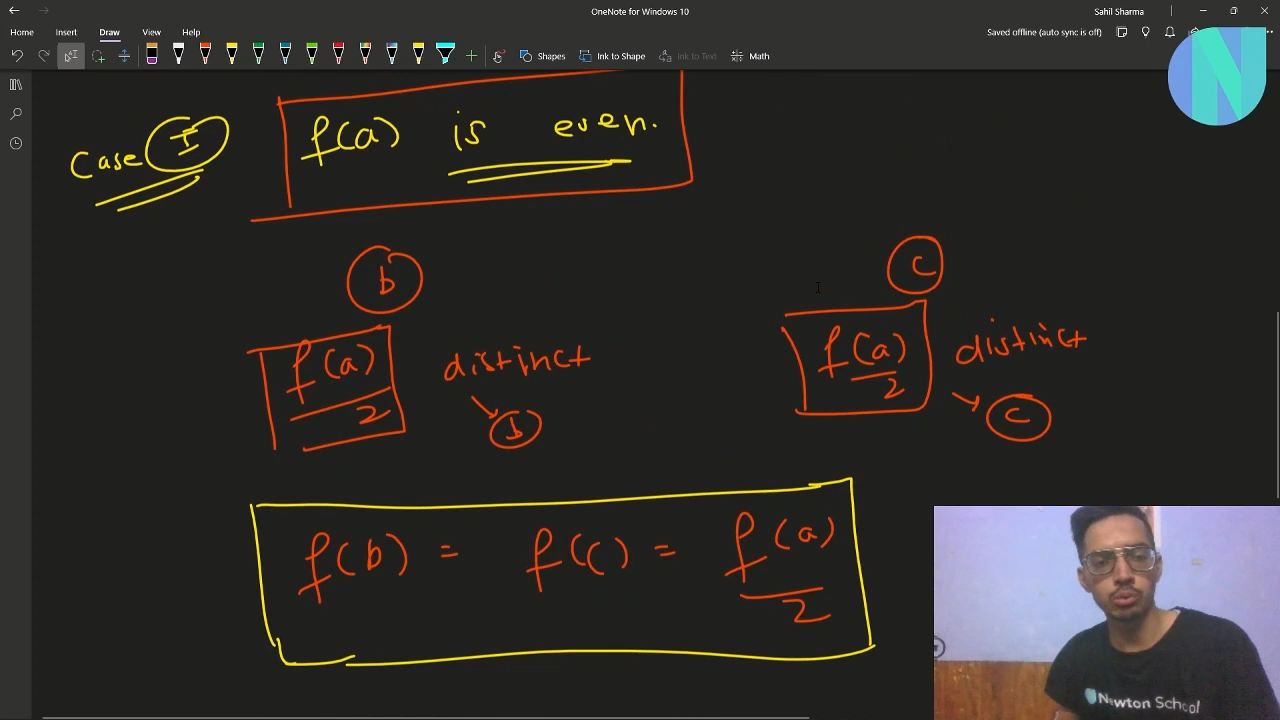 OneNote for Windows 10
Sahil Sharma
Home Insert Draw View Help
Saved offline (auto sync is off)
Shapes Ink to Shape Ink to Text Math
Case I f(a) is even.
b c
f(a)/2 distinct f(a)/2 distinct
b c
f(b) = f(c) = f(a)/2
Newton School
N